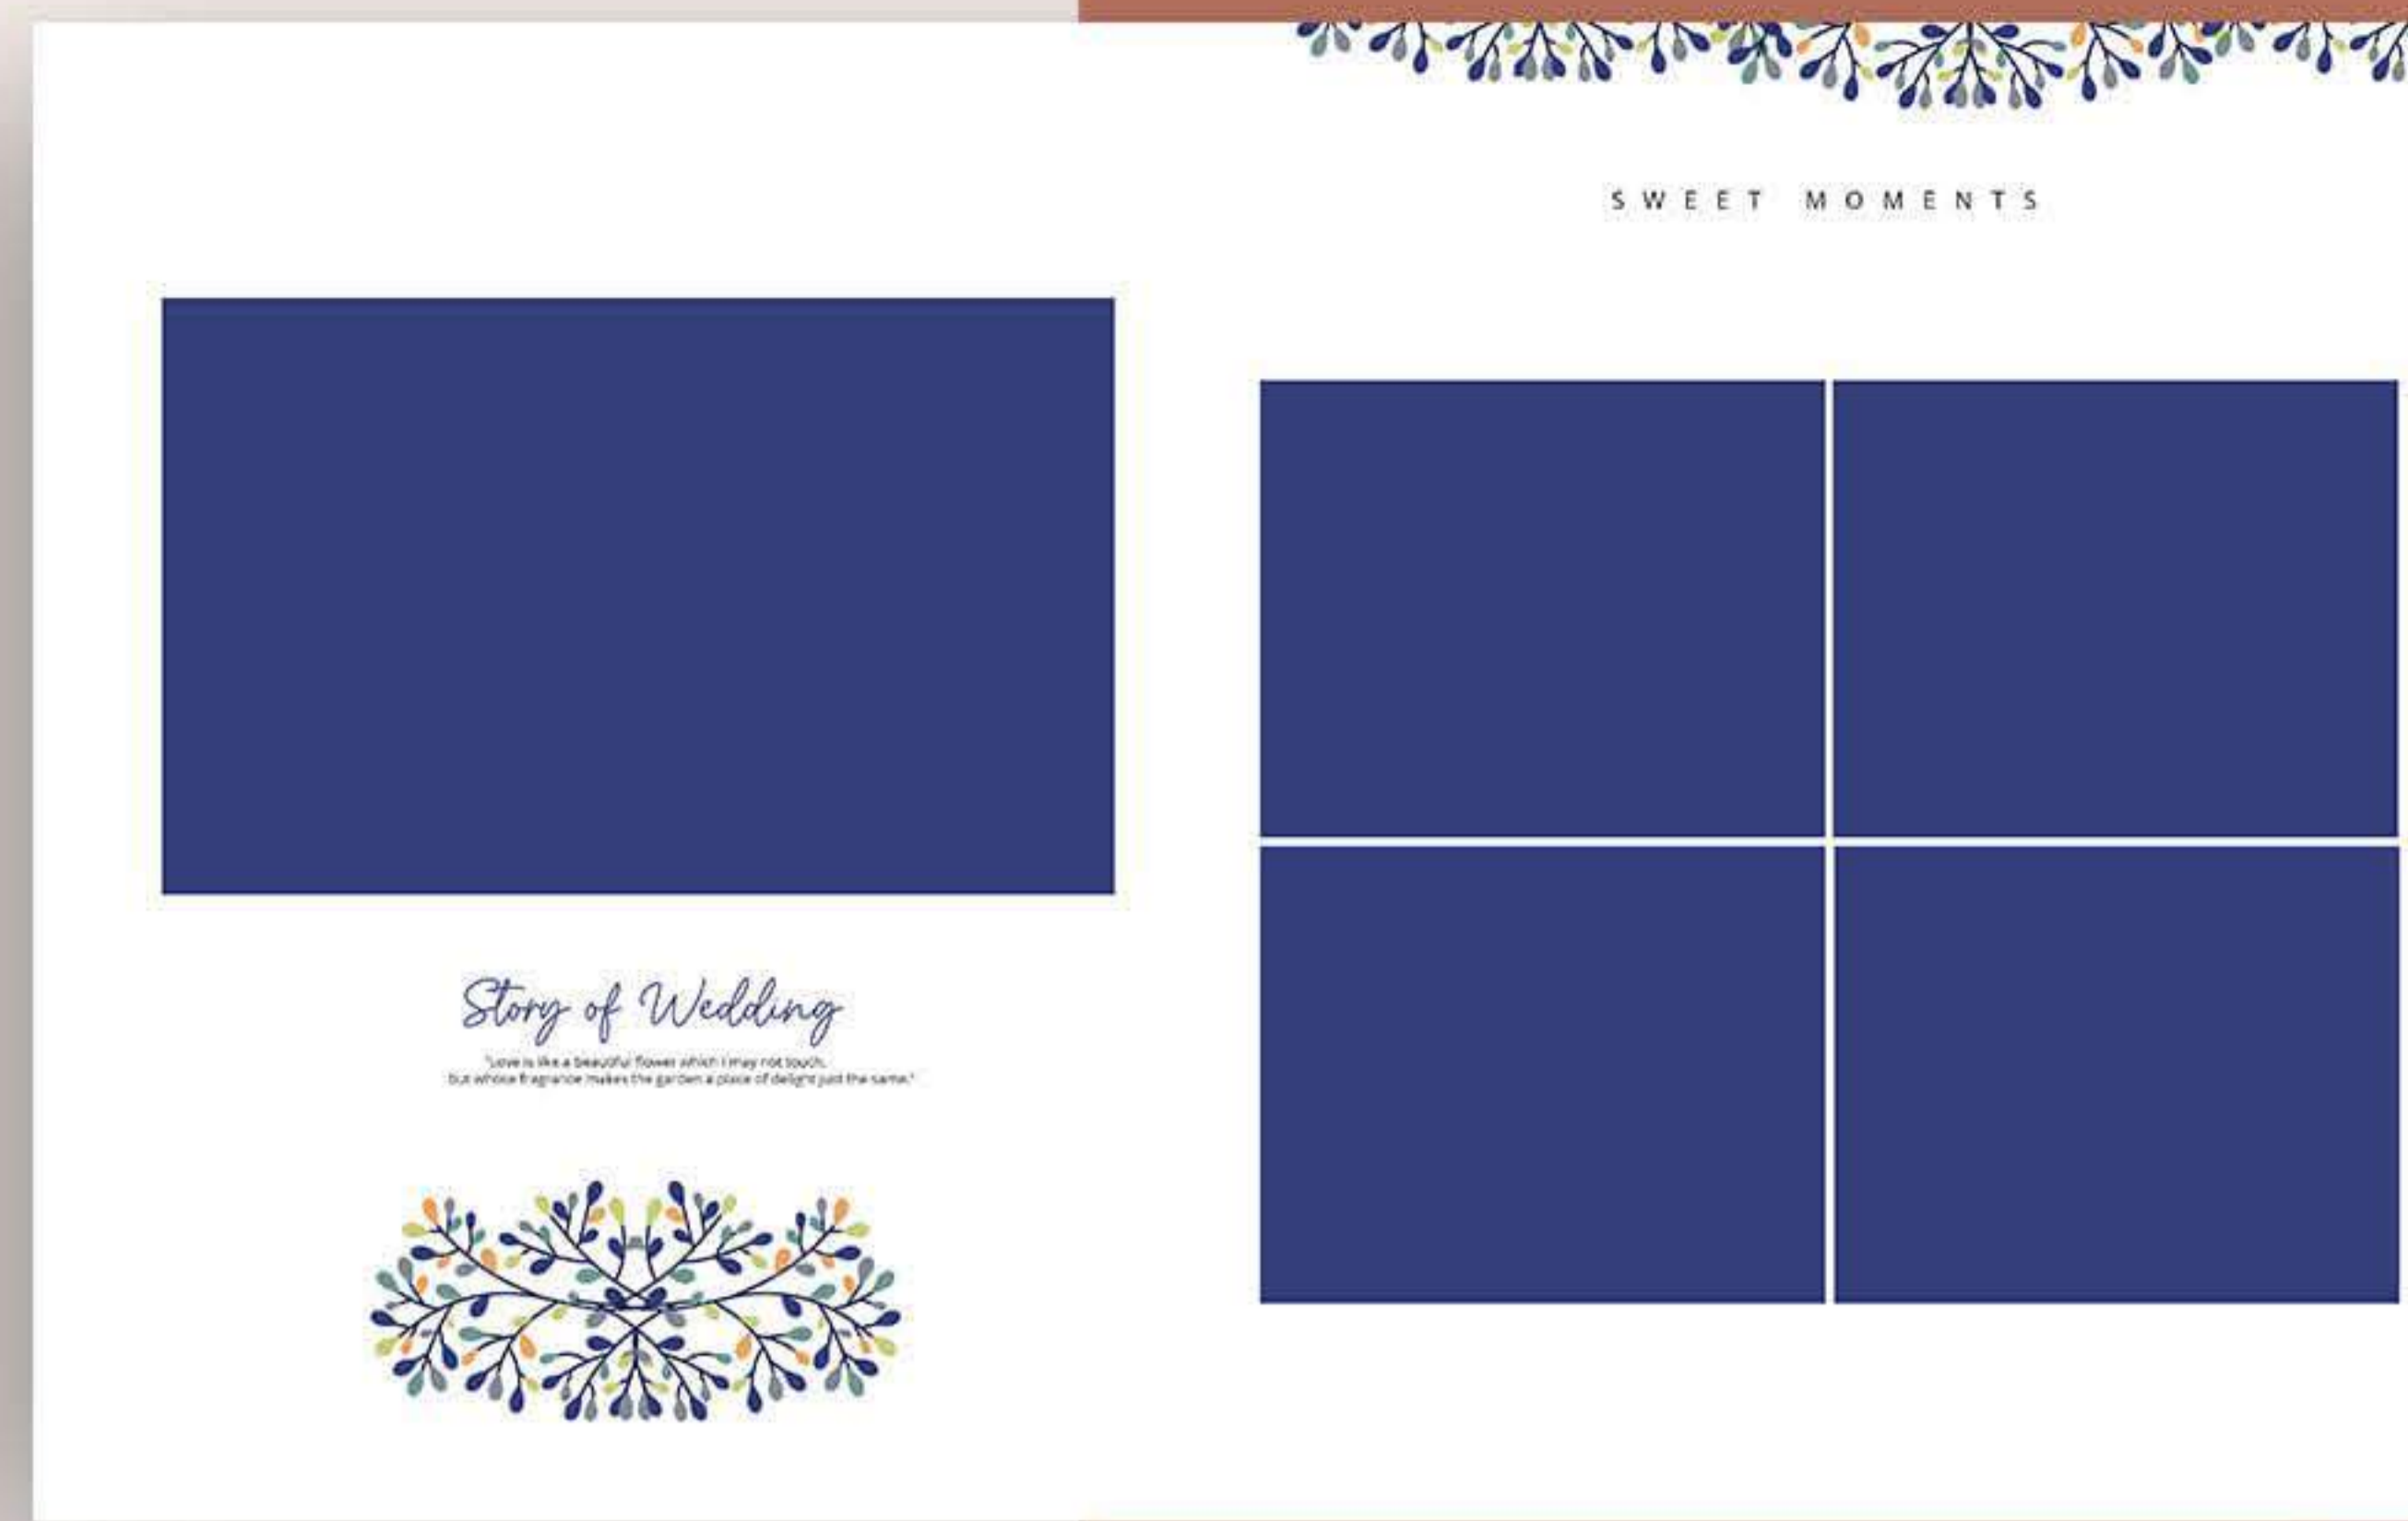 Story of Wedding
"Love is like a beautiful flower which I may not touch,
but whose fragrance makes the garden a place of delight just the same."
SWEET MOMENTS